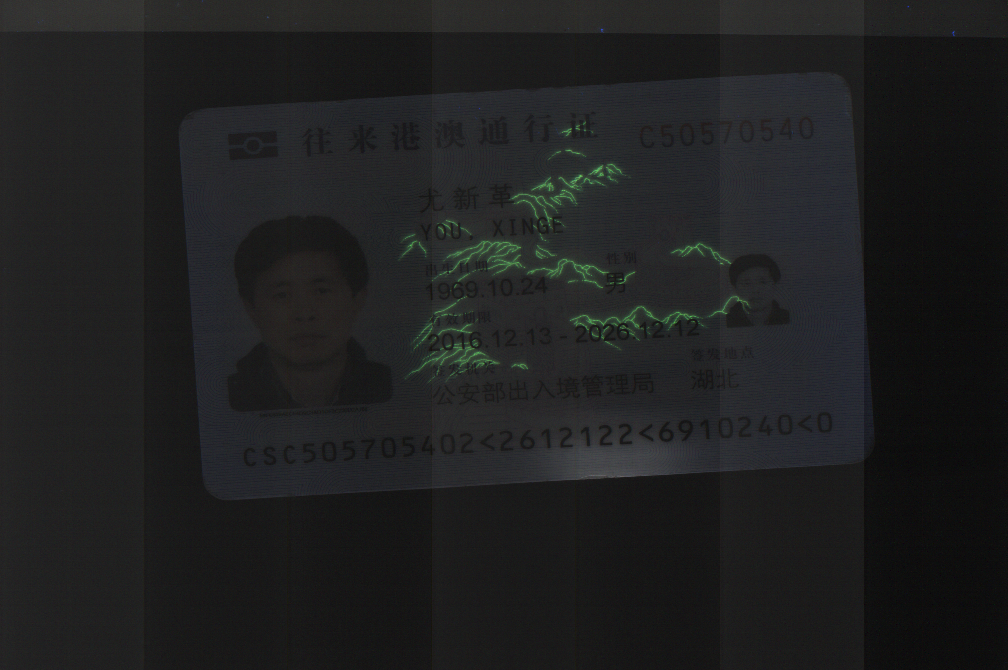 往来港澳通行证 C50570540
尤新革
YOU, XINGE
出生日期 性别
1969.10.24 男
有效期限
2016.12.13 - 2026.12.12
签发机关 签发地点
公安部出入境管理局 湖北
CSC505705402<2612122<6910240<0